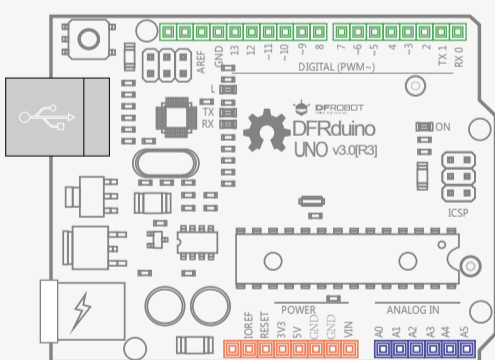 AREF
GND
13
12
~11
~10
~9
8
7
~6
~5
4
~3
2
TX 1
RX 0
DIGITAL (PWM~)
L
TX
RX
DFROBOT
DFRduino
UNO v3.0[R3]
ON
ICSP
POWER
ANALOG IN
IOREF
RESET
3V3
5V
GND
GND
VIN
A0
A1
A2
A3
A4
A5